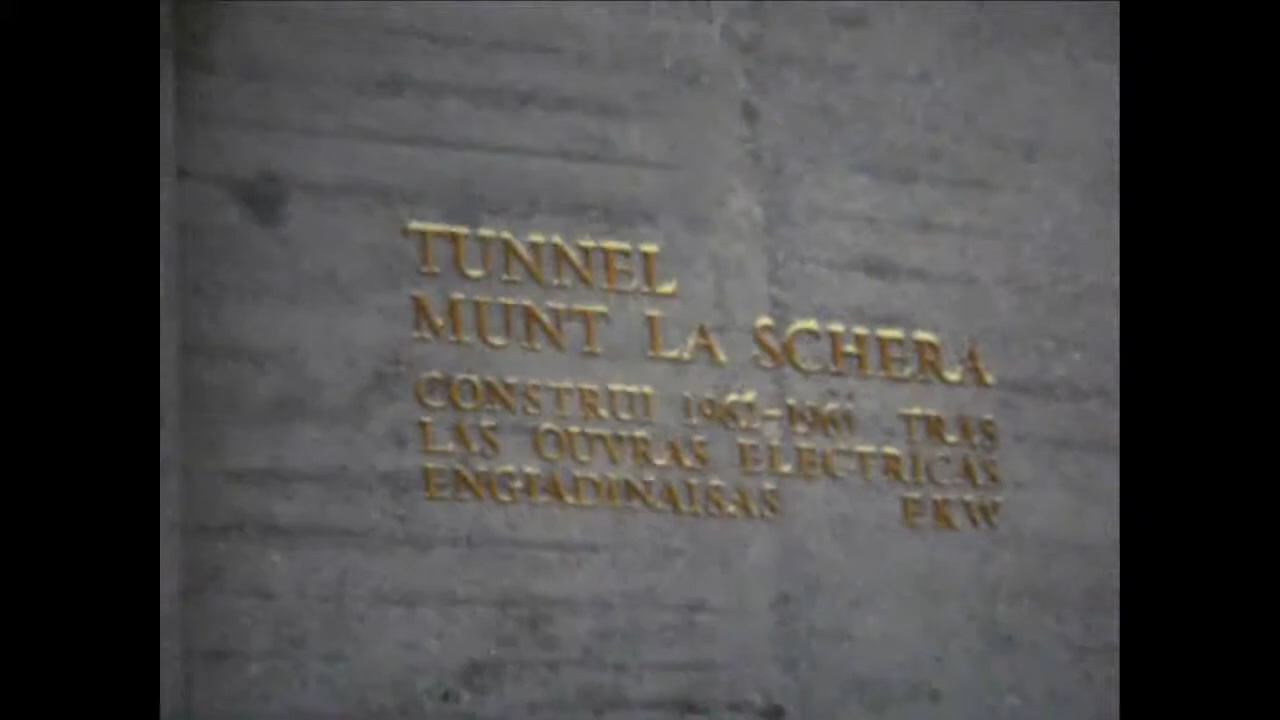 TUNNEL
MUNT LA SCHERA
CONSTRUI TRAS
LAS OUVRAS ELECTRICAS
ENGIADINAISAS EKW